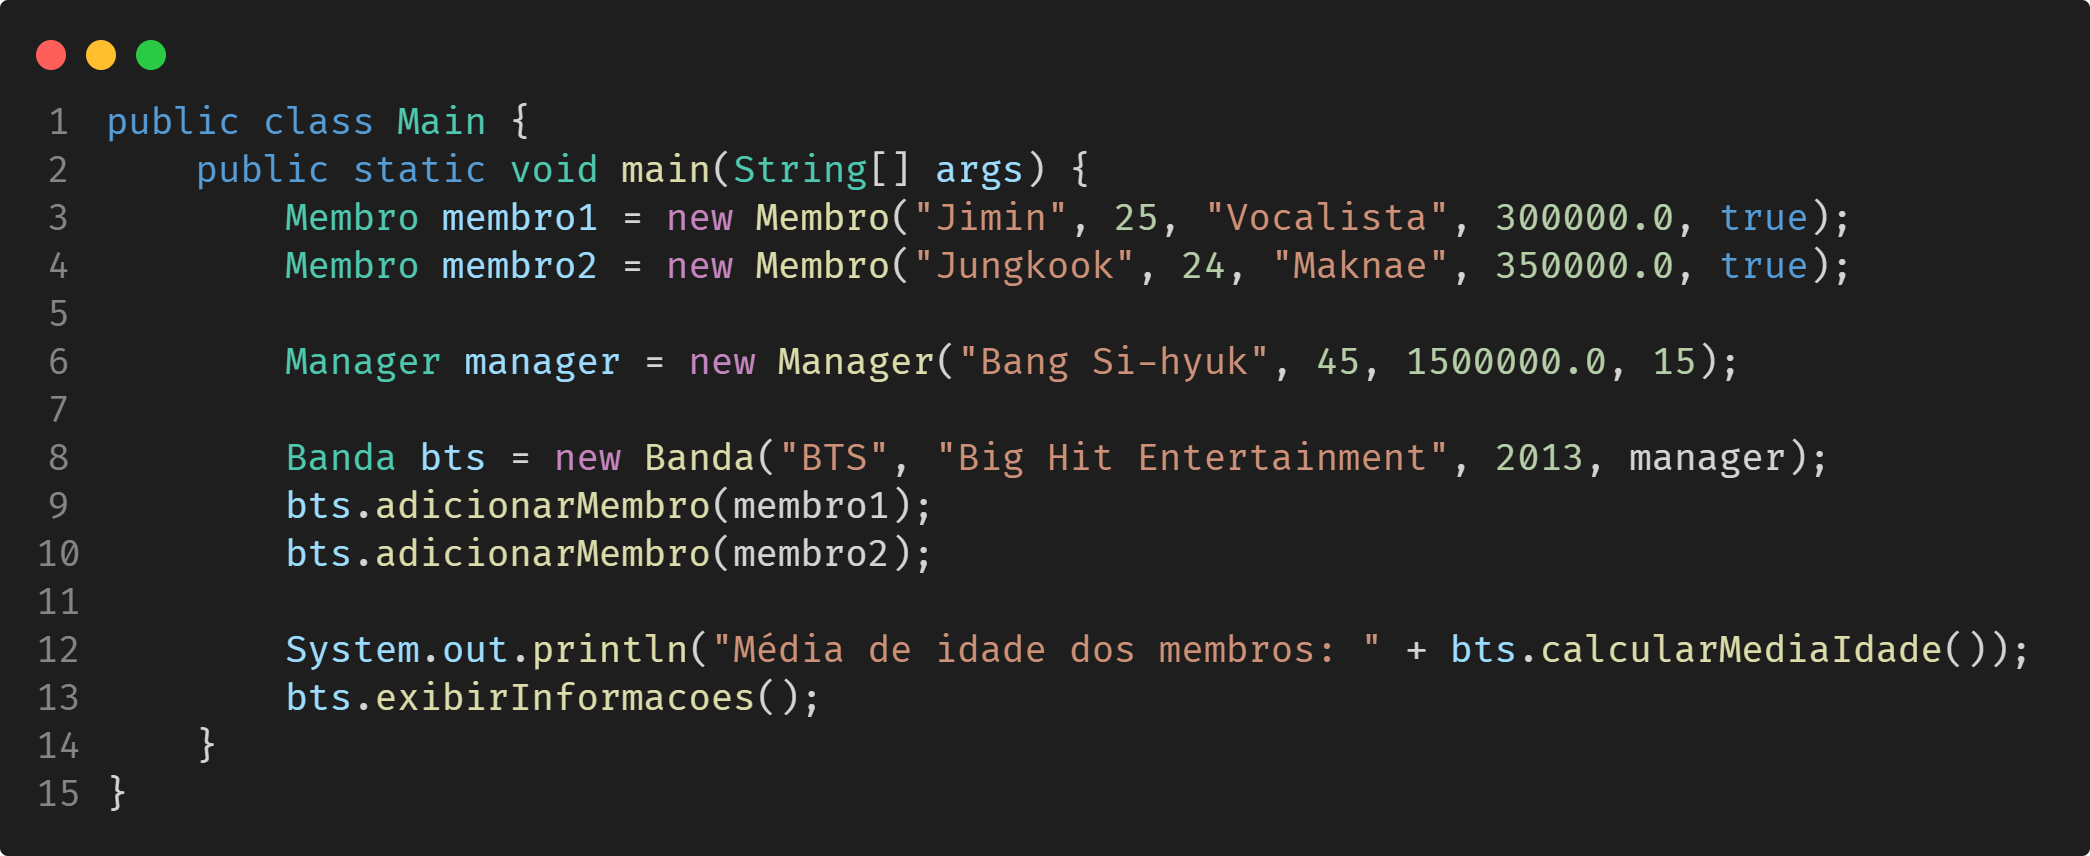 1 public class Main {
2     public static void main(String[] args) {
3         Membro membro1 = new Membro("Jimin", 25, "Vocalista", 300000.0, true);
4         Membro membro2 = new Membro("Jungkook", 24, "Maknae", 350000.0, true);
5
6         Manager manager = new Manager("Bang Si-hyuk", 45, 1500000.0, 15);
7
8         Banda bts = new Banda("BTS", "Big Hit Entertainment", 2013, manager);
9         bts.adicionarMembro(membro1);
10         bts.adicionarMembro(membro2);
11
12         System.out.println("Média de idade dos membros: " + bts.calcularMediaIdade());
13         bts.exibirInformacoes();
14     }
15 }